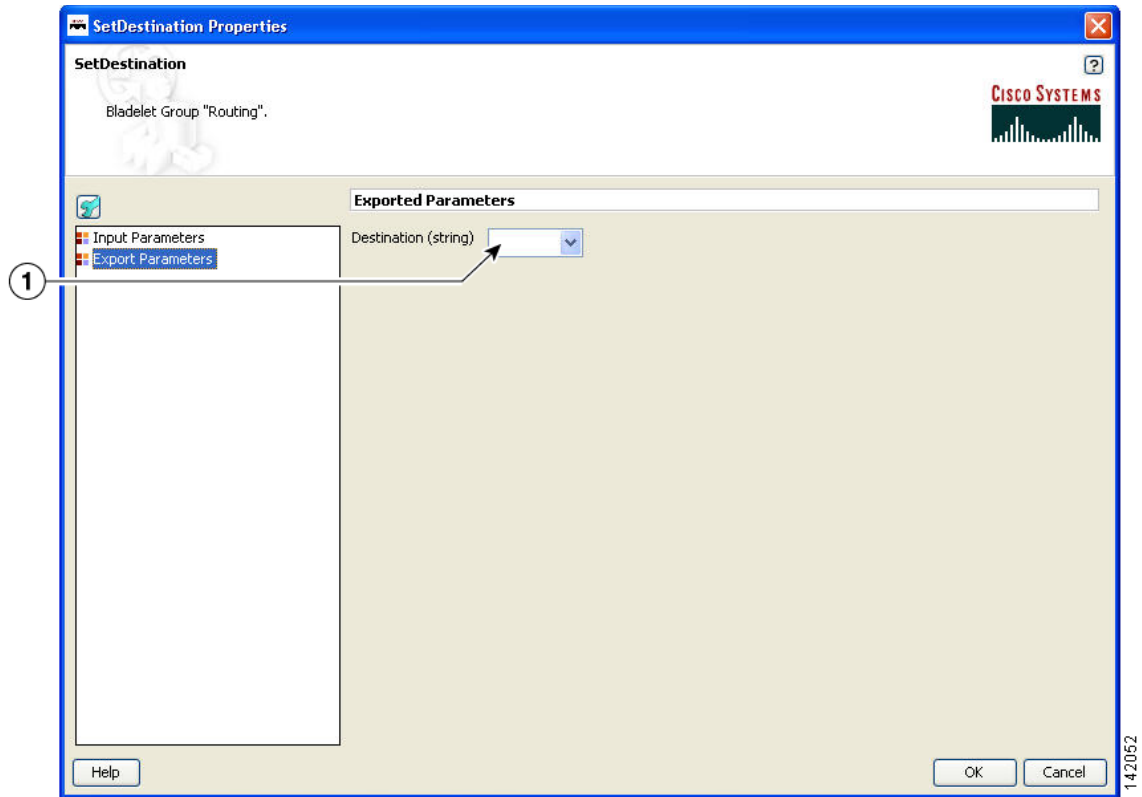 SetDestination Properties
SetDestination
Bladelet Group "Routing".
CISCO SYSTEMS
Exported Parameters
Input Parameters
Export Parameters
Destination (string)
1
Help
OK
Cancel
142052